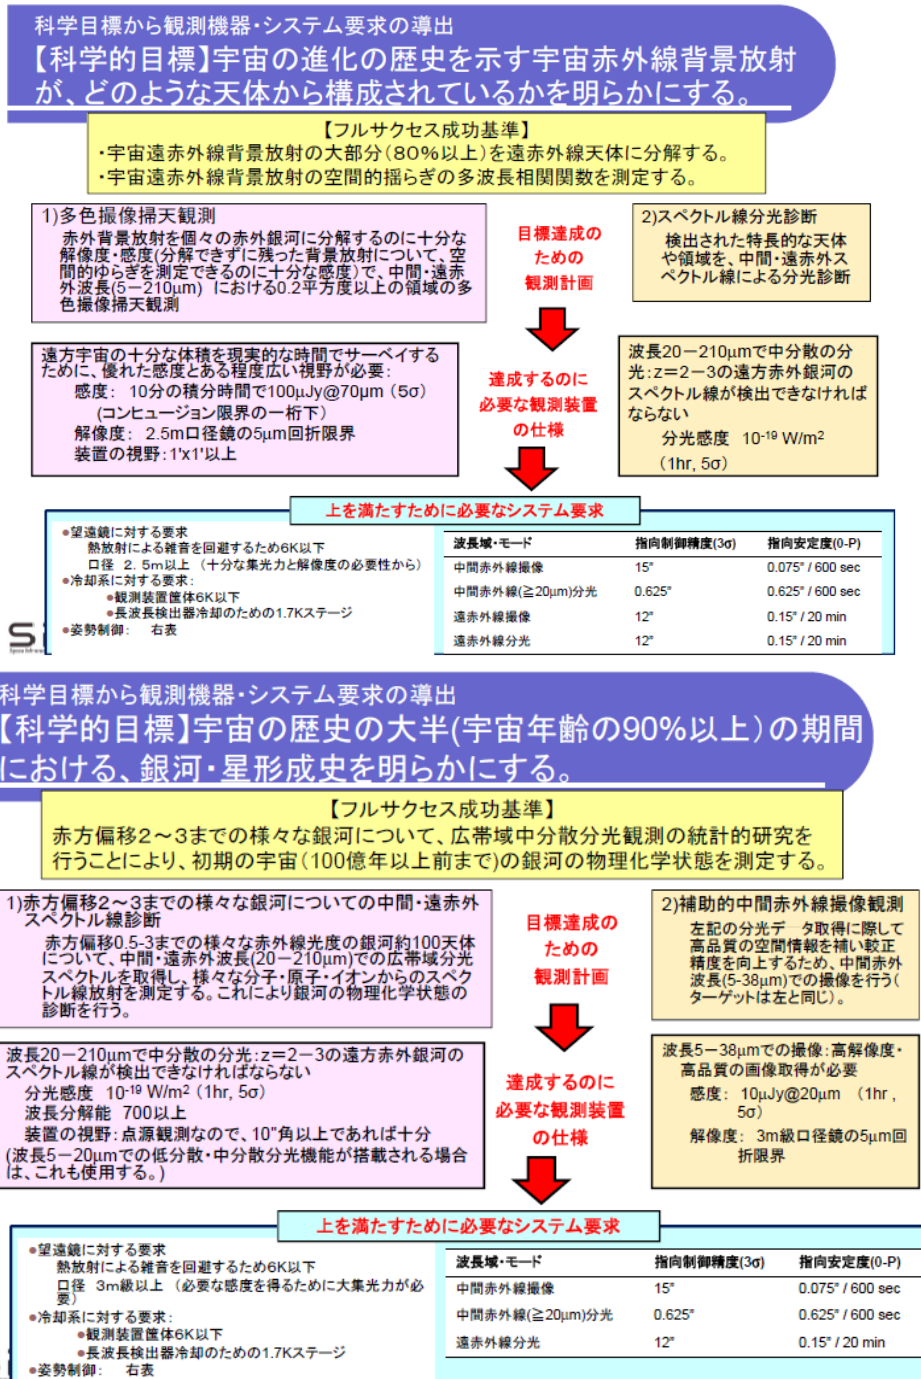 科学目標から観測機器・システム要求の導出
【科学的目標】宇宙の進化の歴史を示す宇宙赤外線背景放射
が、どのような天体から構成されているかを明らかにする。
【フルサクセス成功基準】
・宇宙遠赤外線背景放射の大部分（80％以上）を遠赤外線天体に分解する。
・宇宙遠赤外線背景放射の空間的揺らぎの多波長相関関数を測定する。
1)多色撮像掃天観測
赤外背景放射を個々の赤外銀河に分解するのに十分な
解像度・感度(分解できずに残った背景放射について、空
間的ゆらぎを測定できるのに十分な感度)で、中間・遠赤
外波長(5－210μm) における0.2平方度以上の領域の多
色撮像掃天観測
目標達成の
ための
観測計画
2)スペクトル線分光診断
検出された特長的な天体
や領域を、中間・遠赤外ス
ペクトル線による分光診断
遠方宇宙の十分な体積を現実的な時間でサーベイする
ために、優れた感度とある程度広い視野が必要:
感度: 10分の積分時間で100μJy@70μm（5σ）
(コンヒュージョン限界の一桁下)
解像度: 2.5m口径鏡の5μm回折限界
装置の視野:1'x1'以上
達成するのに
必要な観測装置
の仕様
波長20－210μmで中分散の分
光:z＝2－3の遠方赤外銀河の
スペクトル線が検出できなければ
ならない
分光感度 10-19 W/m2
(1hr, 5σ)
上を満たすために必要なシステム要求
●望遠鏡に対する要求
熱放射による雑音を回避するため6K以下
口径 2．5m以上 （十分な集光力と解像度の必要性から）
●冷却系に対する要求:
●観測装置筐体6K以下
●長波長検出器冷却のための1.7Kステージ
●姿勢制御: 右表
波長域・モード 指向制御精度(3σ) 指向安定度(0-P)
中間赤外線撮像 15" 0.075" / 600 sec
中間赤外線(≧20μm)分光 0.625" 0.625" / 600 sec
遠赤外線撮像 12" 0.15" / 20 min
遠赤外線分光 12" 0.15" / 20 min
科学目標から観測機器・システム要求の導出
【科学的目標】宇宙の歴史の大半(宇宙年齢の90％以上）の期間
における、銀河・星形成史を明らかにする。
【フルサクセス成功基準】
赤方偏移２～３までの様々な銀河について、広帯域中分散分光観測の統計的研究を
行うことにより、初期の宇宙（100億年以上前まで）の銀河の物理化学状態を測定する。
1)赤方偏移２～３までの様々な銀河についての中間・遠赤外
スペクトル線診断
赤方偏移0.5-3までの様々な赤外線光度の銀河約100天体
について、中間・遠赤外波長(20－210μm)での広帯域分光
スペクトルを取得し、様々な分子・原子・イオンからのスペク
トル線放射を測定する。これにより銀河の物理化学状態の
診断を行う。
目標達成の
ための
観測計画
2)補助的中間赤外線撮像観測
左記の分光データ取得に際して
高品質の空間情報を補い較正
精度を向上するため、中間赤外
波長(5-38μm)での撮像を行う(
ターゲットは左と同じ)。
波長20－210μmで中分散の分光:z＝2－3の遠方赤外銀河の
スペクトル線が検出できなければならない
分光感度 10-19 W/m2 (1hr, 5σ)
波長分解能 700以上
装置の視野:点源観測なので、10"角以上であれば十分
(波長5－20μmでの低分散・中分散分光機能が搭載される場合
は、これも使用する。)
達成するのに
必要な観測装置
の仕様
波長5－38μmでの撮像:高解像度・
高品質の画像取得が必要
感度: 10μJy@20μm （1hr ,
5σ）
解像度: 3m級口径鏡の5μm回
折限界
上を満たすために必要なシステム要求
●望遠鏡に対する要求
熱放射による雑音を回避するため6K以下
口径 3m級以上 （必要な感度を得るために大集光力が必
要）
●冷却系に対する要求:
●観測装置筐体6K以下
●長波長検出器冷却のための1.7Kステージ
●姿勢制御: 右表
波長域・モード 指向制御精度(3σ) 指向安定度(0-P)
中間赤外線撮像 15" 0.075" / 600 sec
中間赤外線(≧20μm)分光 0.625" 0.625" / 600 sec
遠赤外線分光 12" 0.15" / 20 min